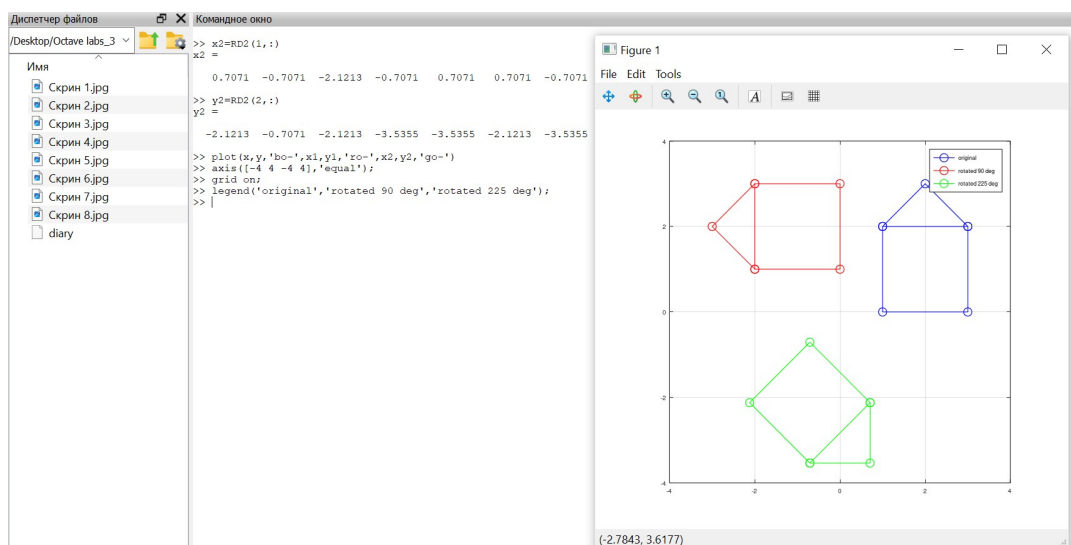 Диспетчер файлов
Командное окно
/Desktop/Octave labs_3
Имя
Скрин 1.jpg
Скрин 2.jpg
Скрин 3.jpg
Скрин 4.jpg
Скрин 5.jpg
Скрин 6.jpg
Скрин 7.jpg
Скрин 8.jpg
diary
>> x2=RD2(1,:)
x2 =
0.7071 -0.7071 -2.1213 -0.7071 0.7071 0.7071 -0.7071
>> y2=RD2(2,:)
y2 =
-2.1213 -0.7071 -2.1213 -3.5355 -3.5355 -2.1213 -3.5355
>> plot(x,y,'bo-',x1,y1,'ro-',x2,y2,'go-')
>> axis([-4 4 -4 4],'equal');
>> grid on;
>> legend('original','rotated 90 deg','rotated 225 deg');
>>
Figure 1
File Edit Tools
A
4
2
0
-2
-4
-4 -2 0 2 4
original
rotated 90 deg
rotated 225 deg
(-2.7843, 3.6177)